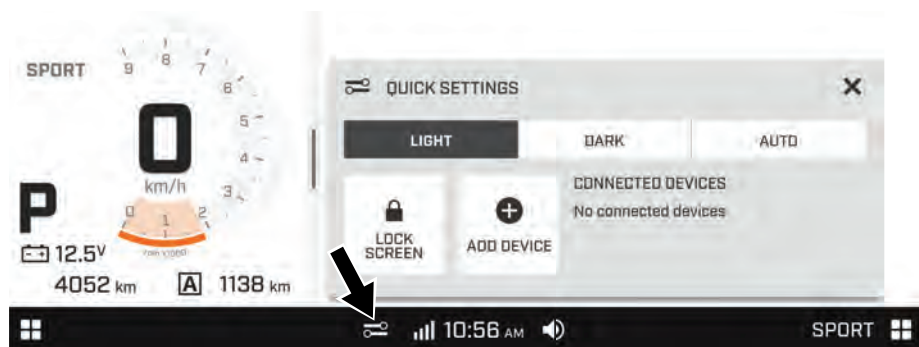 SPORT
9 8 7
6
5
4
3
2
1
0
0
km/h
P
12.5V
4052 km A 1138 km
QUICK SETTINGS
LIGHT DARK AUTO
LOCK
SCREEN
ADD DEVICE
CONNECTED DEVICES
No connected devices
10:56 AM
SPORT